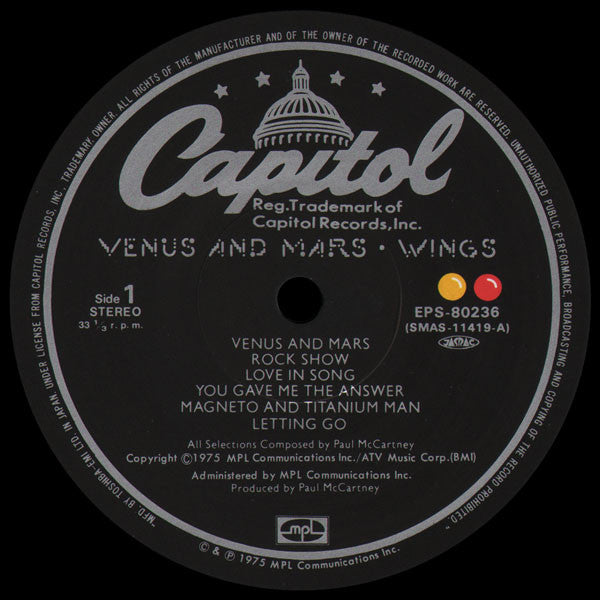 "MFD BY TOSHIBA-EMI LTD IN JAPAN UNDER LICENSE FROM CAPITOL RECORDS, INC. TRADEMARK OWNER. ALL RIGHTS OF THE MANUFACTURER AND OF THE OWNER OF THE RECORDED WORK ARE RESERVED. UNAUTHORIZED PUBLIC PERFORMANCE, BROADCASTING AND COPYING OF THE RECORD PROHIBITED."
Capitol
Reg. Trademark of
Capitol Records, Inc.
VENUS AND MARS · WINGS
Side 1
STEREO
33 1/3 r. p. m.
EPS-80236
(SMAS-11419-A)
JASRAC
VENUS AND MARS
ROCK SHOW
LOVE IN SONG
YOU GAVE ME THE ANSWER
MAGNETO AND TITANIUM MAN
LETTING GO
All Selections Composed by Paul McCartney
Copyright ©1975 MPL Communications Inc./ATV Music Corp.(BMI)
Administered by MPL Communications Inc.
Produced by Paul McCartney
mpl
© & ℗ 1975 MPL Communications Inc.